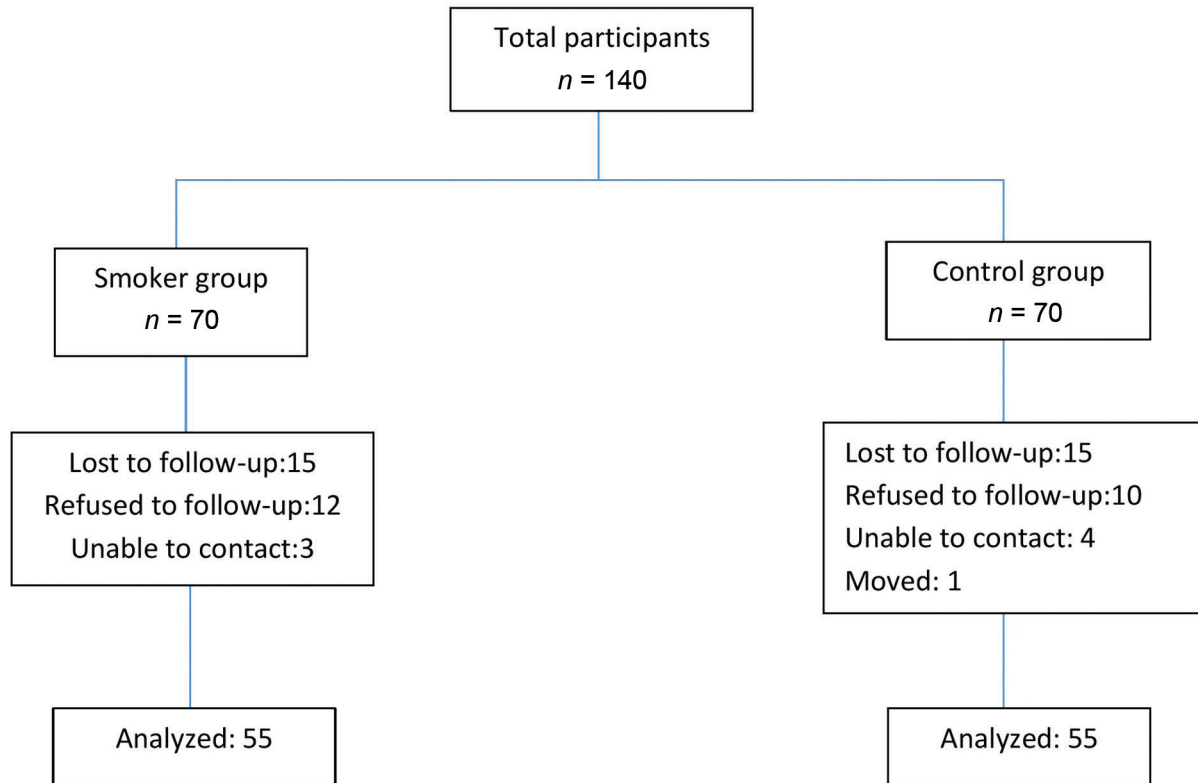 Total participants
n = 140
Smoker group
n = 70
Control group
n = 70
Lost to follow-up:15
Refused to follow-up:12
Unable to contact:3
Lost to follow-up:15
Refused to follow-up:10
Unable to contact: 4
Moved: 1
Analyzed: 55
Analyzed: 55